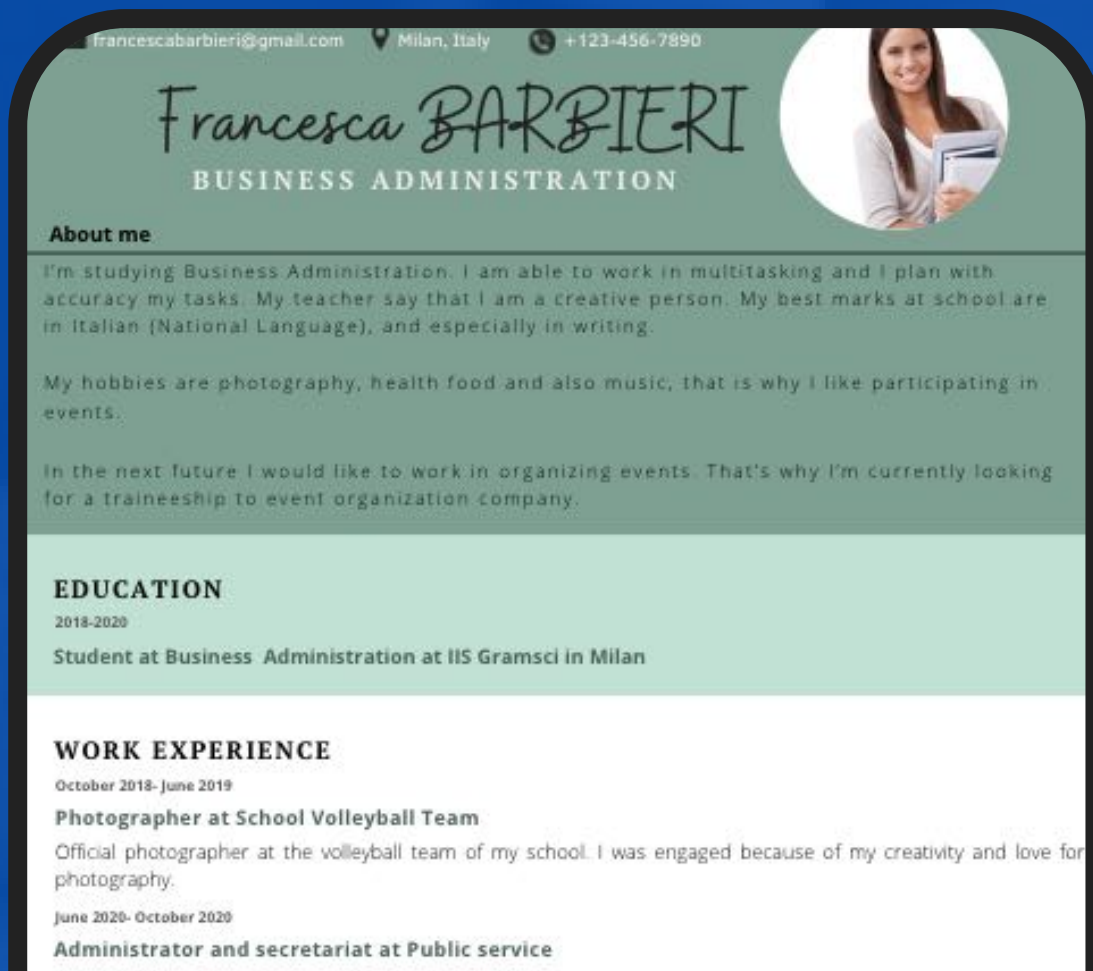 francescabarbieri@gmail.com Milan, Italy +123-456-7890
Francesca BARBIERI
BUSINESS ADMINISTRATION
About me
I'm studying Business Administration. I am able to work in multitasking and I plan with
accuracy my tasks. My teacher say that I am a creative person. My best marks at school are
in Italian (National Language), and especially in writing.
My hobbies are photography, health food and also music, that is why I like participating in
events.
In the next future I would like to work in organizing events. That's why I'm currently looking
for a traineeship to event organization company.
EDUCATION
2018-2020
Student at Business Administration at IIS Gramsci in Milan
WORK EXPERIENCE
October 2018- June 2019
Photographer at School Volleyball Team
Official photographer at the volleyball team of my school. I was engaged because of my creativity and love for
photography.
June 2020- October 2020
Administrator and secretariat at Public service